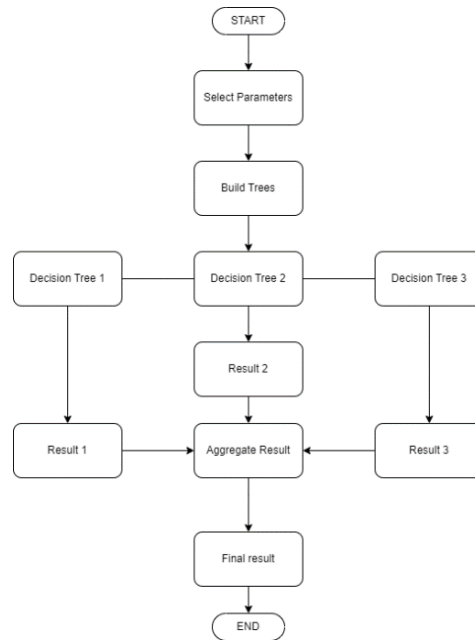 START
Select Parameters
Build Trees
Decision Tree 1
Decision Tree 2
Decision Tree 3
Result 2
Result 1
Aggregate Result
Result 3
Final result
END